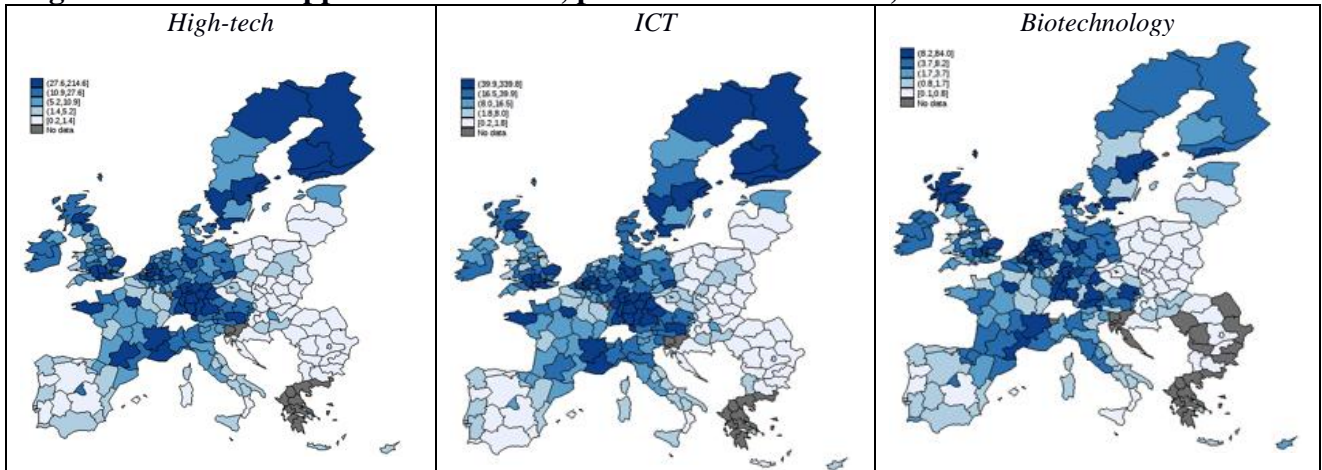 High-tech
(27.6,214.6]
(10.9,27.6]
(5.2,10.9]
(1.4,5.2]
[0.2,1.4]
No data
ICT
(39.9,339.8]
(16.5,39.9]
(8.0,16.5]
(1.8,8.0]
[0.2,1.8]
No data
Biotechnology
(8.2,84.0]
(3.7,8.2]
(1.7,3.7]
(0.8,1.7]
[0.1,0.8]
No data